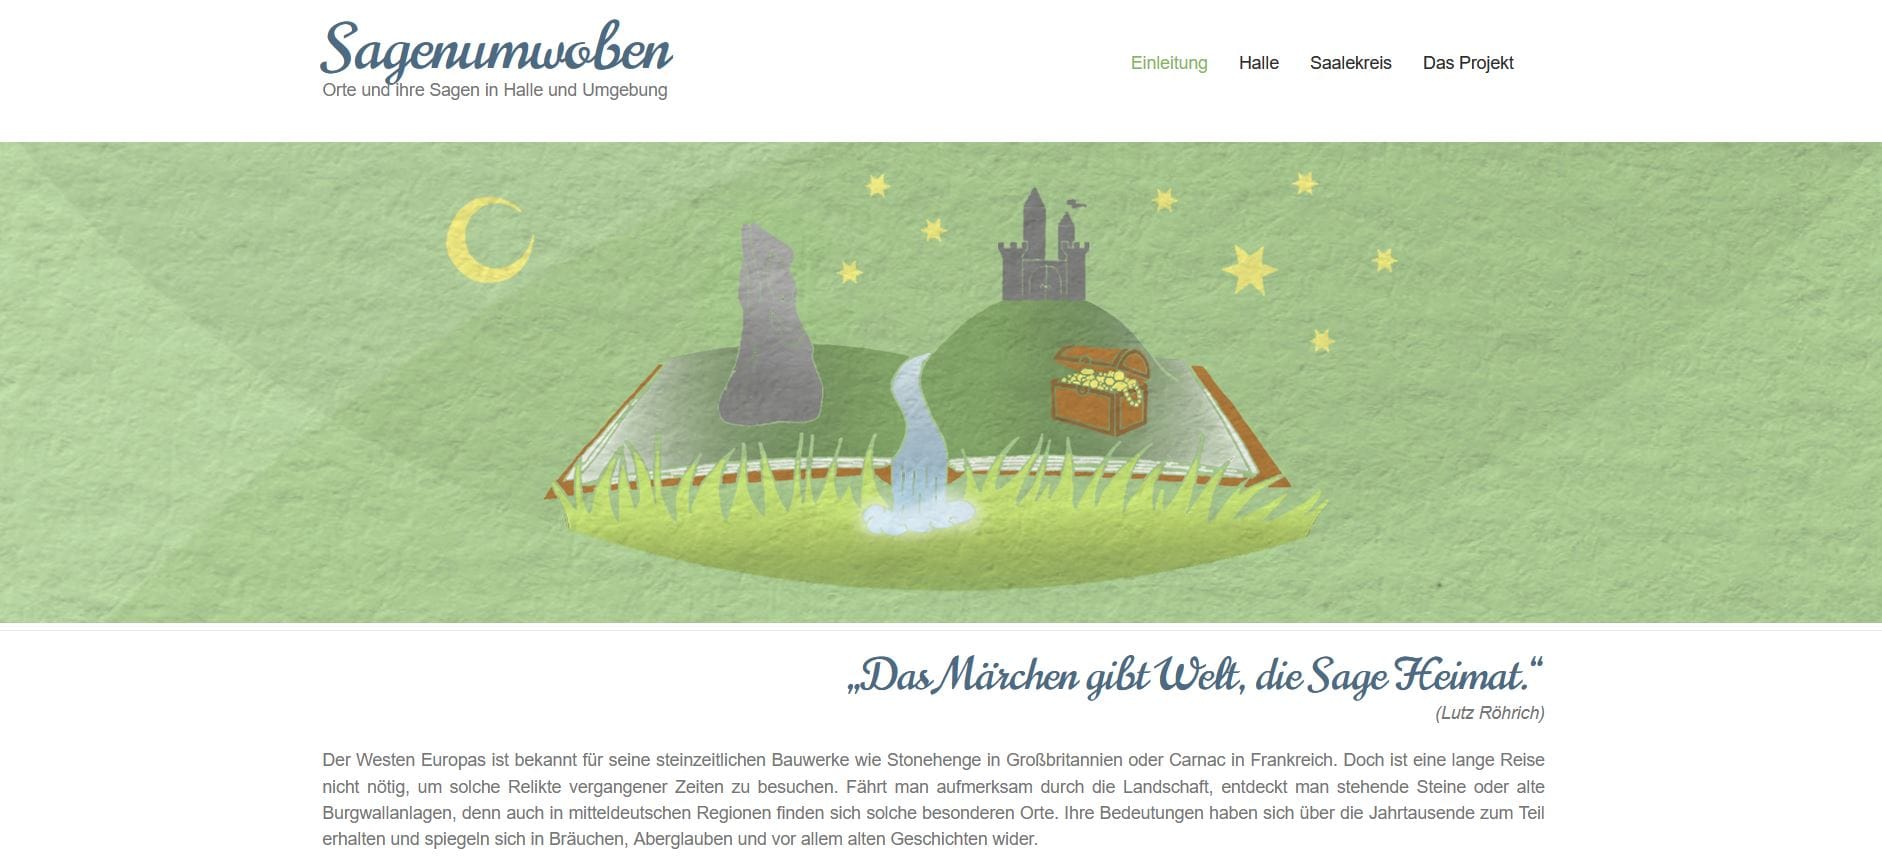 Sagenumwoben
Orte und ihre Sagen in Halle und Umgebung
Einleitung Halle Saalekreis Das Projekt
„Das Märchen gibt Welt, die Sage Heimat.“
(Lutz Röhrich)
Der Westen Europas ist bekannt für seine steinzeitlichen Bauwerke wie Stonehenge in Großbritannien oder Carnac in Frankreich. Doch ist eine lange Reise
nicht nötig, um solche Relikte vergangener Zeiten zu besuchen. Fährt man aufmerksam durch die Landschaft, entdeckt man stehende Steine oder alte
Burgwallanlagen, denn auch in mitteldeutschen Regionen finden sich solche besonderen Orte. Ihre Bedeutungen haben sich über die Jahrtausende zum Teil
erhalten und spiegeln sich in Bräuchen, Aberglauben und vor allem alten Geschichten wider.